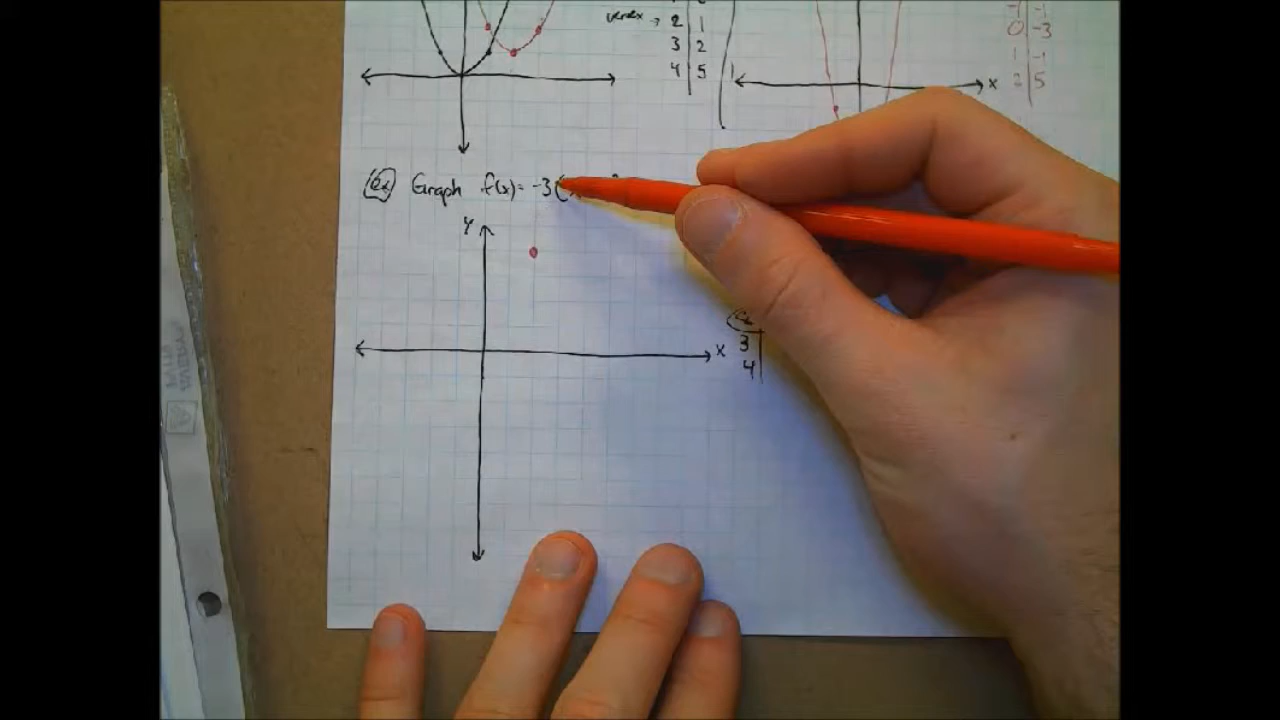 vertex → 2 | 1
3 | 2
4 | 5
-1 | -1
0 | -3
1 | -1
2 | 5
x
Ex Graph f(x) = -3(
y
x
3
4